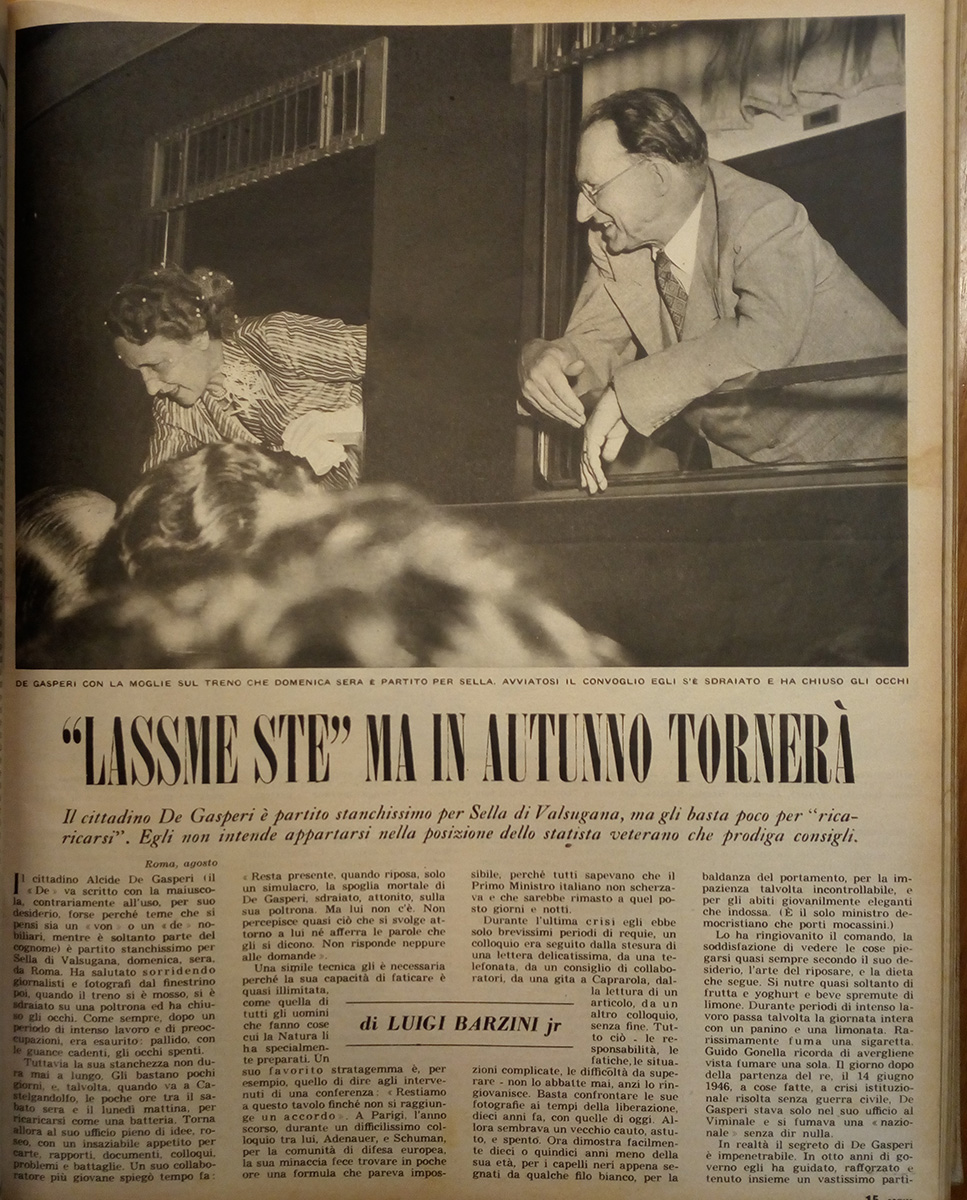 DE GASPERI CON LA MOGLIE SUL TRENO CHE DOMENICA SERA È PARTITO PER SELLA. AVVIATOSI IL CONVOGLIO EGLI S'È SDRAIATO E HA CHIUSO GLI OCCHI
“LASSME STE” MA IN AUTUNNO TORNERÀ
Il cittadino De Gasperi è partito stanchissimo per Sella di Valsugana, ma gli basta poco per “rica-
ricarsi”. Egli non intende appartarsi nella posizione dello statista veterano che prodiga consigli.
Roma, agosto
Il cittadino Alcide De Gasperi (il
« De » va scritto con la maiusco-
la, contrariamente all'uso, per suo
desiderio, forse perché teme che si
pensi sia un « von » o un « de » no-
biliari, mentre è soltanto parte del
cognome) è partito stanchissimo per
Sella di Valsugana, domenica, sera,
da Roma. Ha salutato sorridendo
giornalisti e fotografi dal finestrino
poi, quando il treno si è mosso, si è
sdraiato su una poltrona ed ha chiu-
so gli occhi. Come sempre, dopo un
periodo di intenso lavoro e di preoc-
cupazioni, era esaurito: pallido, con
le guance cadenti, gli occhi spenti.
Tuttavia la sua stanchezza non du-
ra mai a lungo. Gli bastano pochi
giorni, e, talvolta, quando va a Ca-
stelgandolfo, le poche ore tra il sa-
bato sera e il lunedì mattina, per
ricaricarsi come una batteria. Torna
allora al suo ufficio pieno di idee, ro-
seo, con un insaziabile appetito per
carte, rapporti, documenti, colloqui,
problemi e battaglie. Un suo collabo-
ratore più giovane spiegò tempo fa:
« Resta presente, quando riposa, solo
un simulacro, la spoglia mortale di
De Gasperi, sdraiato, attonito, sulla
sua poltrona. Ma lui non c'è. Non
percepisce quasi ciò che si svolge at-
torno a lui né afferra le parole che
gli si dicono. Non risponde neppure
alle domande ».
Una simile tecnica gli è necessaria
perché la sua capacità di faticare è
quasi illimitata,
come quella di
tutti gli uomini
che fanno cose
cui la Natura li
ha specialmen-
te preparati. Un
suo favorito stratagemma è, per
esempio, quello di dire agli interve-
nuti di una conferenza: « Restiamo
a questo tavolo finché non si raggiun-
ge un accordo ». A Parigi, l'anno
scorso, durante un difficilissimo col-
loquio tra lui, Adenauer, e Schuman,
per la comunità di difesa europea,
la sua minaccia fece trovare in poche
ore una formula che pareva impos-
di LUIGI BARZINI jr
sibile, perché tutti sapevano che il
Primo Ministro italiano non scherza-
va e che sarebbe rimasto a quel po-
sto giorni e notti.
Durante l'ultima crisi egli ebbe
solo brevissimi periodi di requie, un
colloquio era seguito dalla stesura di
una lettera delicatissima, da una te-
lefonata, da un consiglio di collabo-
ratori, da una gita a Caprarola, dal-
la lettura di un
articolo, da un
altro colloquio,
senza fine. Tut-
to ciò - le re-
sponsabilità, le
fatiche, le situa-
zioni complicate, le difficoltà da supe-
rare - non lo abbatte mai, anzi lo rin-
giovanisce. Basta confrontare le sue
fotografie ai tempi della liberazione,
dieci anni fa, con quelle di oggi. Al-
lora sembrava un vecchio cauto, astu-
to, e spento. Ora dimostra facilmen-
te dieci o quindici anni meno della
sua età, per i capelli neri appena se-
gnati da qualche filo bianco, per la
baldanza del portamento, per la im-
pazienza talvolta incontrollabile, e
per gli abiti giovanilmente eleganti
che indossa. (È il solo ministro de-
mocristiano che porti mocassini.)
Lo ha ringiovanito il comando, la
soddisfazione di vedere le cose pie-
garsi quasi sempre secondo il suo de-
siderio, l'arte del riposare, e la dieta
che segue. Si nutre quasi soltanto di
frutta e yoghurt e beve spremute di
limone. Durante periodi di intenso la-
voro passa talvolta la giornata intera
con un panino e una limonata. Ra-
rissimamente fuma una sigaretta.
Guido Gonella ricorda di avergliene
vista fumare una sola. Il giorno dopo
della partenza del re, il 14 giugno
1946, a cose fatte, a crisi istituzio-
nale risolta senza guerra civile, De
Gasperi stava solo nel suo ufficio al
Viminale e si fumava una « nazio-
nale » senza dir nulla.
In realtà il segreto di De Gasperi
è impenetrabile. In otto anni di go-
verno egli ha guidato, rafforzato e
tenuto insieme un vastissimo parti-
15